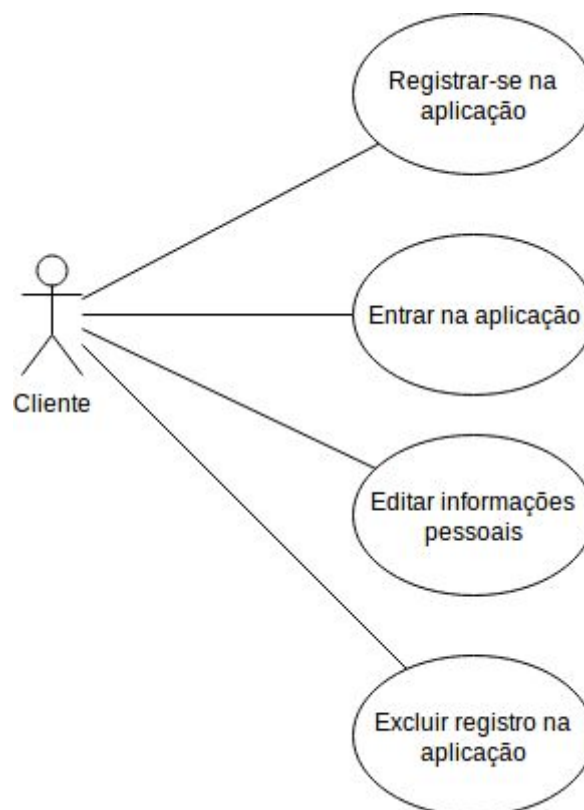 Registrar-se na
aplicação
Entrar na aplicação
Cliente
Editar informações
pessoais
Excluir registro na
aplicação